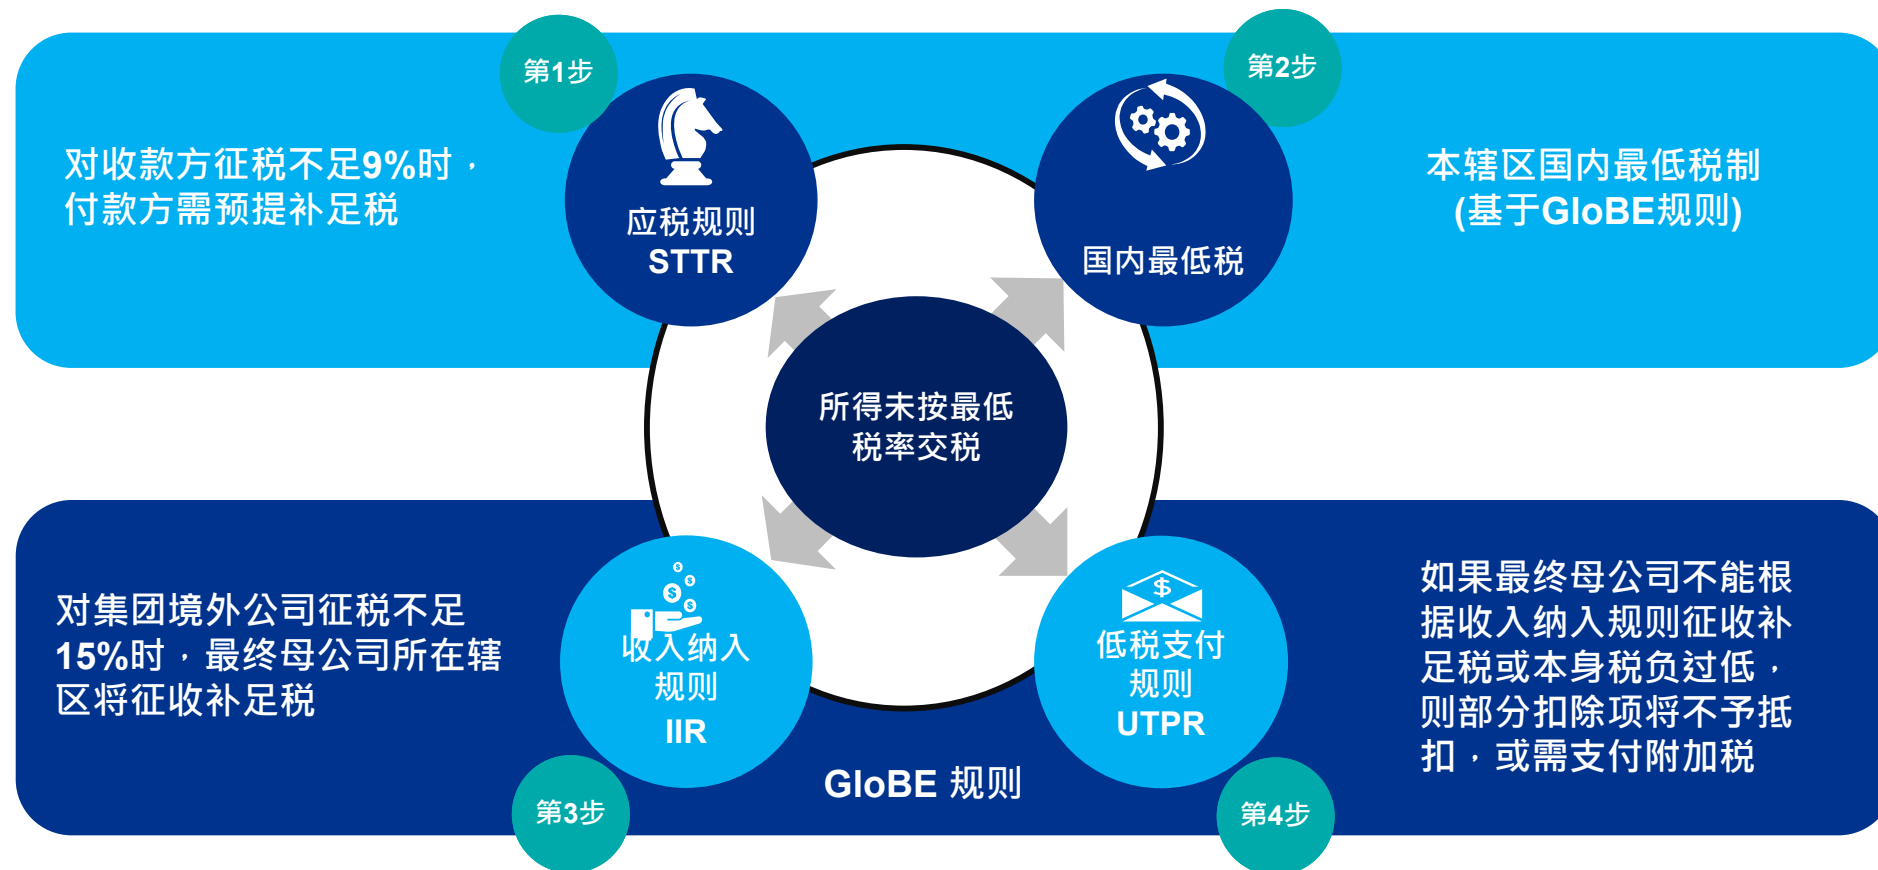 第1步
第2步
对收款方征税不足9%时，
付款方需预提补足税
应税规则
STTR
国内最低税
本辖区国内最低税制
(基于GloBE规则)
所得未按最低
税率交税
对集团境外公司征税不足
15%时，最终母公司所在辖
区将征收补足税
收入纳入
规则
IIR
低税支付
规则
UTPR
如果最终母公司不能根
据收入纳入规则征收补
足税或本身税负过低，
则部分扣除项将不予抵
扣，或需支付附加税
GloBE 规则
第3步
第4步